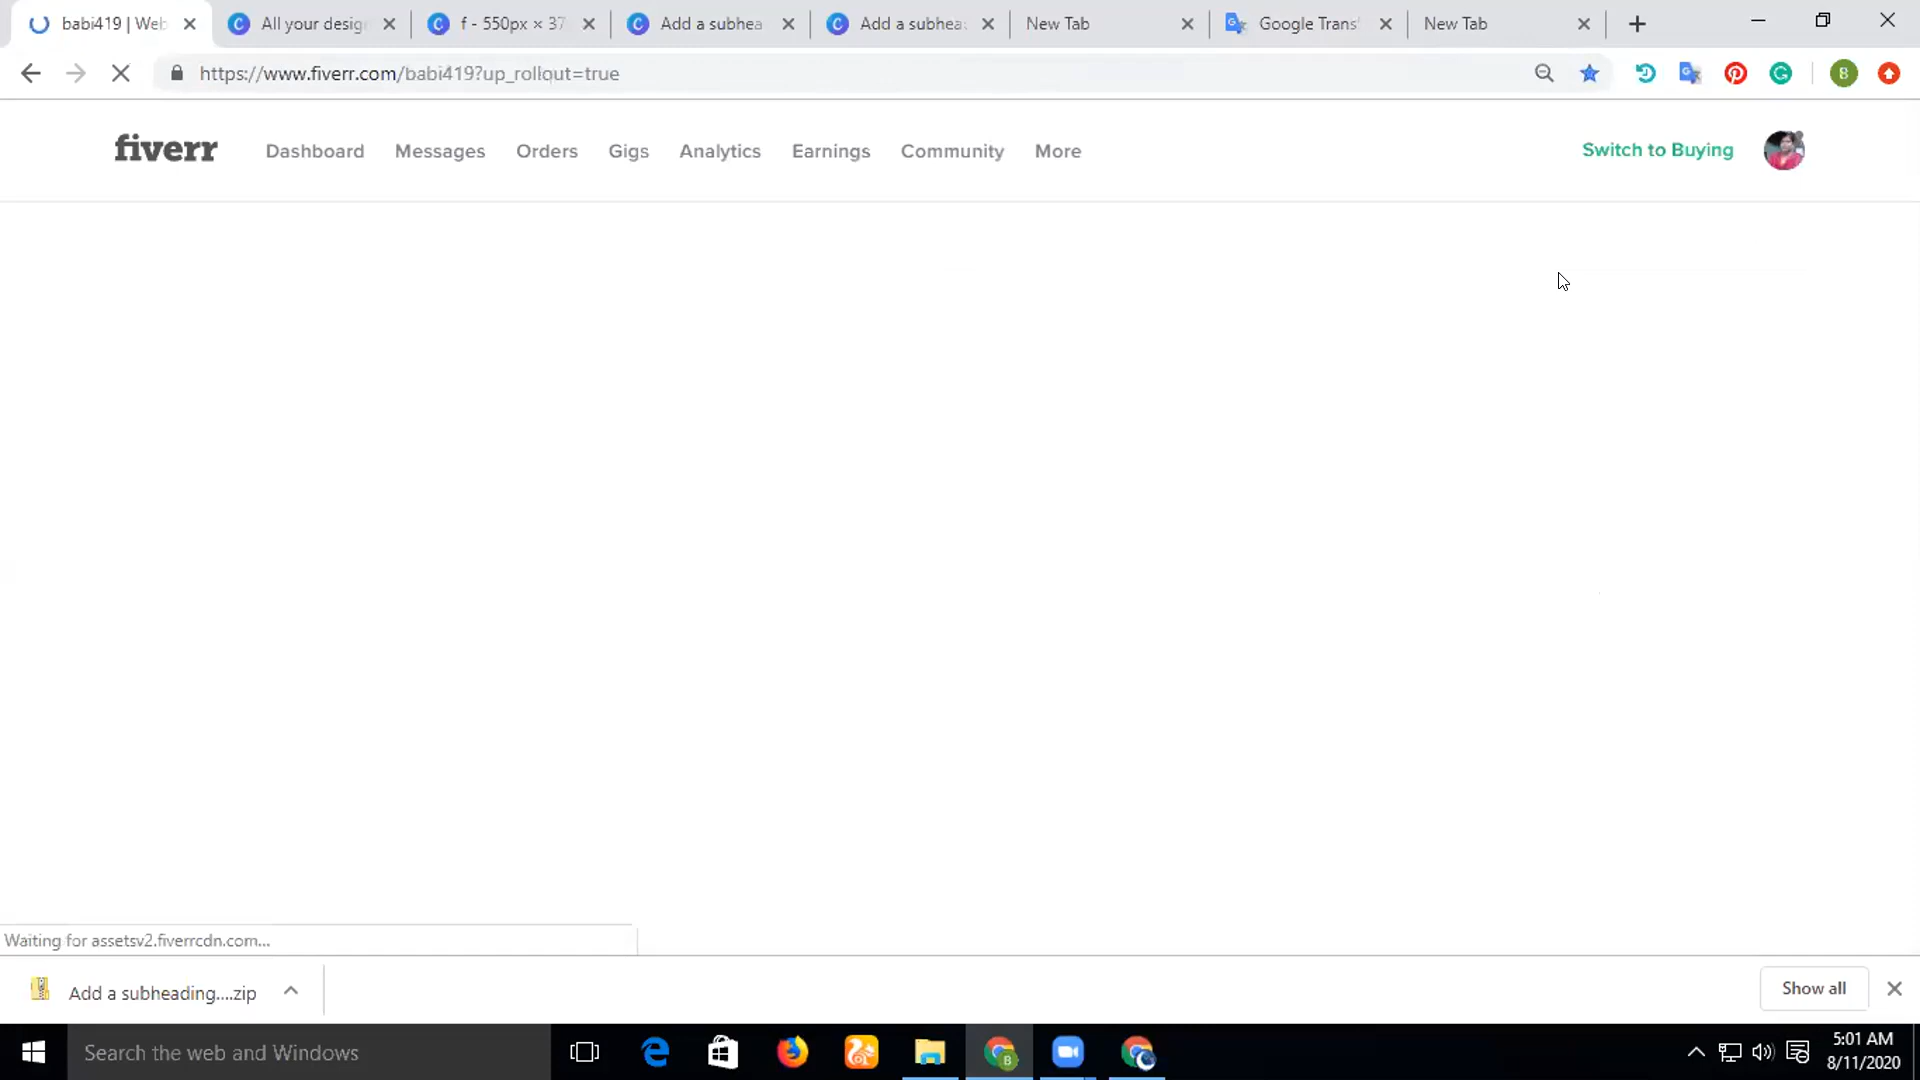 babi419 | Web
All your desig
f - 550px × 37
Add a subhea
Add a subhea
New Tab
Google Trans
New Tab
https://www.fiverr.com/babi419?up_rollout=true
B
fiverr
Dashboard
Messages
Orders
Gigs
Analytics
Earnings
Community
More
Switch to Buying
Waiting for assetsv2.fiverrcdn.com...
Add a subheading....zip
Show all
Search the web and Windows
5:01 AM
8/11/2020